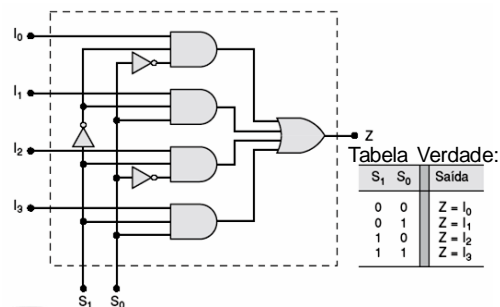 I₀
I₁
I₂
I₃
Z
S₁ S₀
Tabela Verdade:
S₁ S₀ Saída
0 0 Z = I₀
0 1 Z = I₁
1 0 Z = I₂
1 1 Z = I₃